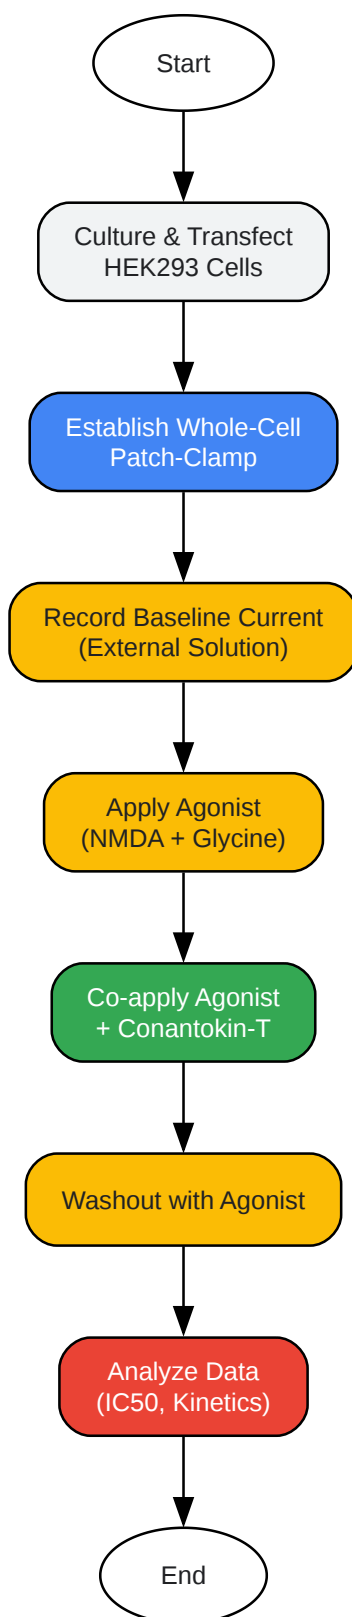 Start
Culture & Transfect
HEK293 Cells
Establish Whole-Cell
Patch-Clamp
Record Baseline Current
(External Solution)
Apply Agonist
(NMDA + Glycine)
Co-apply Agonist
+ Conantokin-T
Washout with Agonist
Analyze Data
(IC50, Kinetics)
End